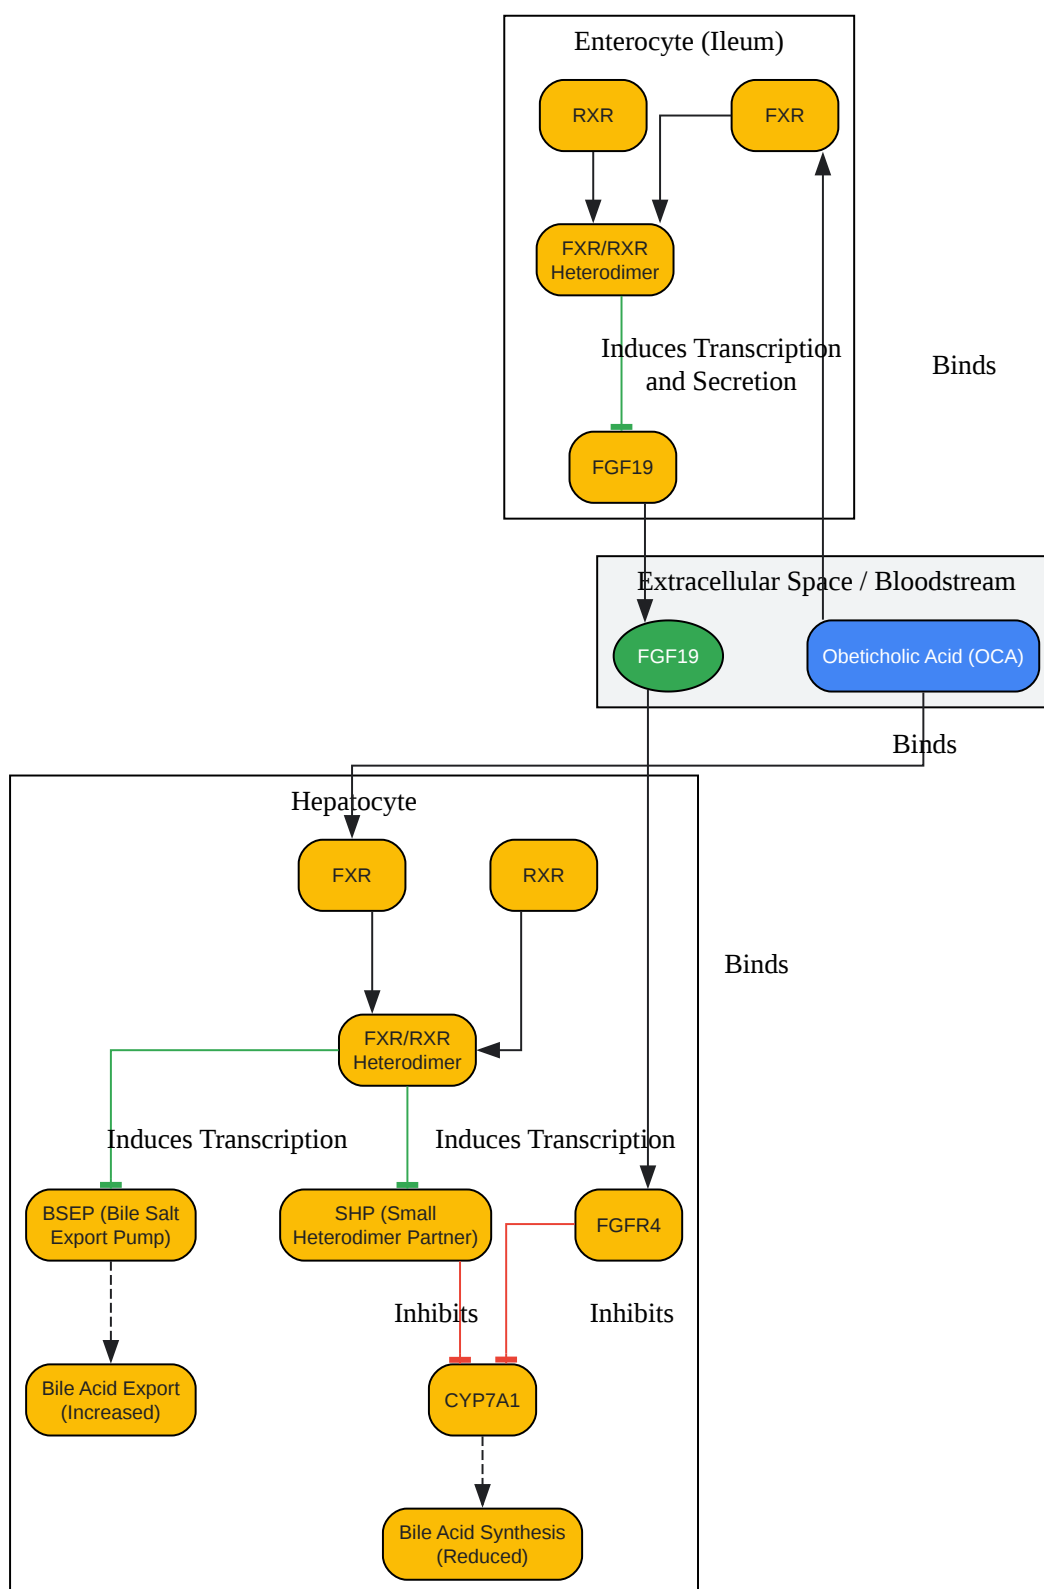 Enterocyte (Ileum)
RXR
FXR
FXR/RXR
Heterodimer
Induces Transcription
and Secretion
Binds
FGF19
Extracellular Space / Bloodstream
FGF19
Obeticholic Acid (OCA)
Binds
Hepatocyte
FXR
RXR
Binds
FXR/RXR
Heterodimer
Induces Transcription
Induces Transcription
BSEP (Bile Salt
Export Pump)
SHP (Small
Heterodimer Partner)
FGFR4
Inhibits
Inhibits
Bile Acid Export
(Increased)
CYP7A1
Bile Acid Synthesis
(Reduced)